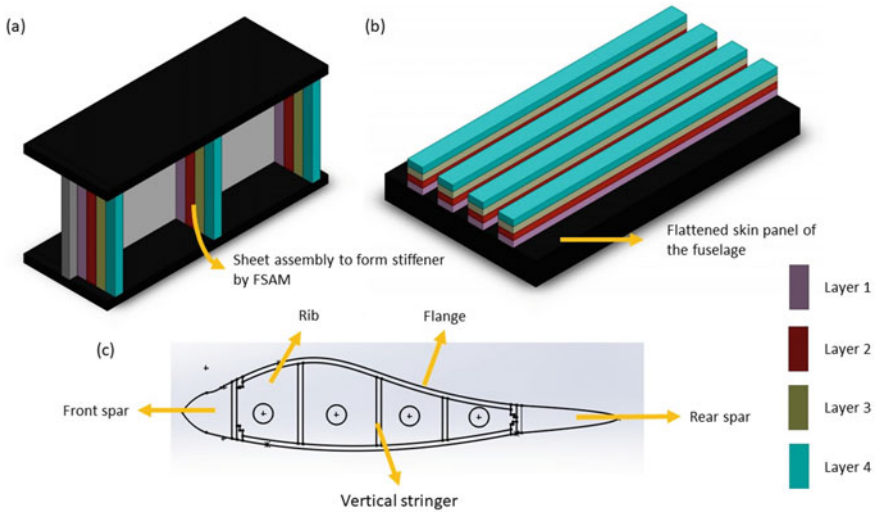 (a)
(b)
Sheet assembly to form stiffener
by FSAM
Flattened skin panel of
the fuselage
Layer 1
Layer 2
Layer 3
Layer 4
(c)
Rib
Flange
Front spar
Rear spar
Vertical stringer